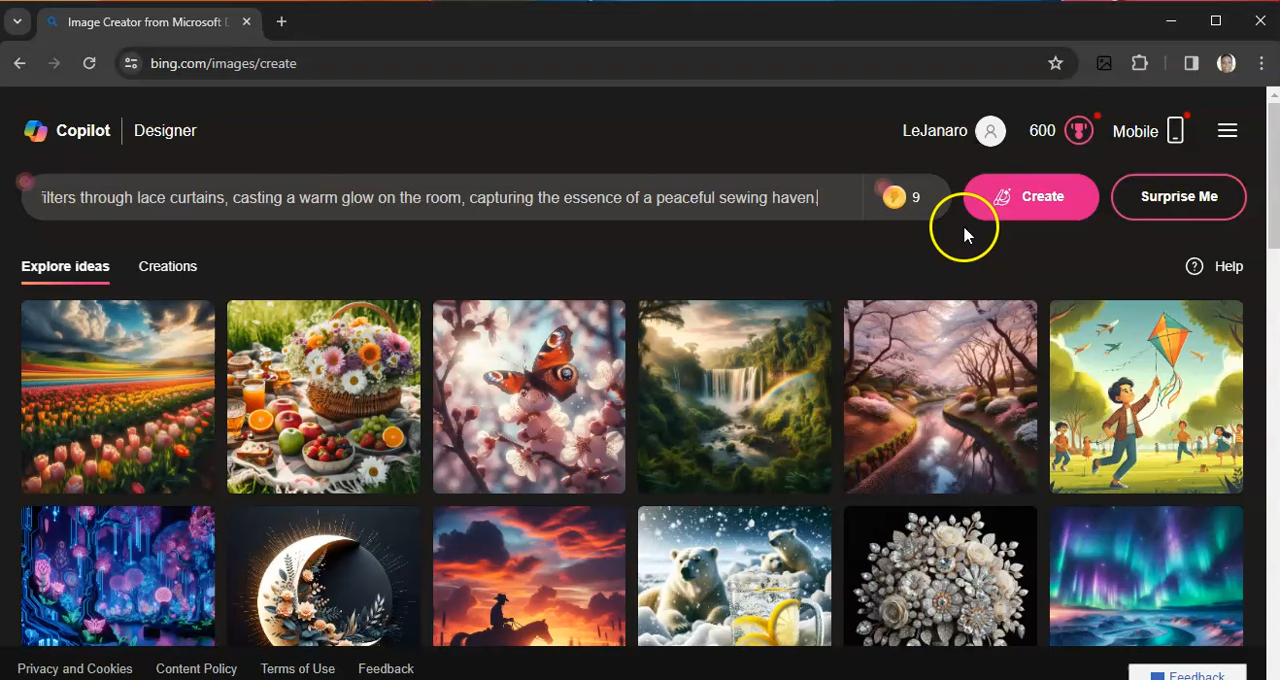 Image Creator from Microsoft D
bing.com/images/create
Copilot
Designer
LeJanaro
600
Mobile
through lace curtains, casting a warm glow on the room, capturing the essence of a peaceful sewing haven.
9
Create
Surprise Me
Explore ideas
Creations
Help
Privacy and Cookies
Content Policy
Terms of Use
Feedback
Feedback